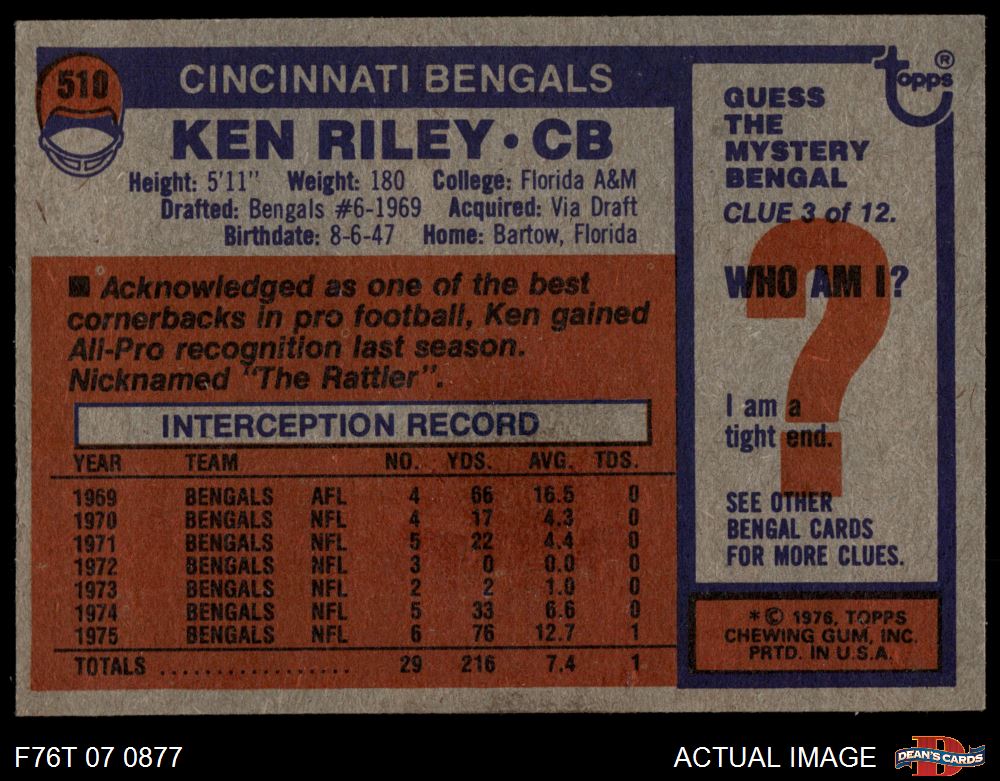 510
CINCINNATI BENGALS
KEN RILEY • CB
Height: 5'11" Weight: 180 College: Florida A&M
Drafted: Bengals #6-1969 Acquired: Via Draft
Birthdate: 8-6-47 Home: Bartow, Florida
■ Acknowledged as one of the best
cornerbacks in pro football, Ken gained
All-Pro recognition last season.
Nicknamed "The Rattler".
INTERCEPTION RECORD
YEAR TEAM NO. YDS. AVG. TDS.
1969 BENGALS AFL 4 66 16.5 0
1970 BENGALS NFL 4 17 4.3 0
1971 BENGALS NFL 5 22 4.4 0
1972 BENGALS NFL 3 0 0.0 0
1973 BENGALS NFL 2 2 1.0 0
1974 BENGALS NFL 5 33 6.6 0
1975 BENGALS NFL 6 76 12.7 1
TOTALS .................... 29 216 7.4 1
topps®
GUESS
THE
MYSTERY
BENGAL
CLUE 3 of 12.
WHO AM I?
?
I am a
tight end.
SEE OTHER
BENGAL CARDS
FOR MORE CLUES.
*© 1976, TOPPS
CHEWING GUM, INC.
PRTD. IN U.S.A.
F76T 07 0877
ACTUAL IMAGE
D
DEAN'S CARDS